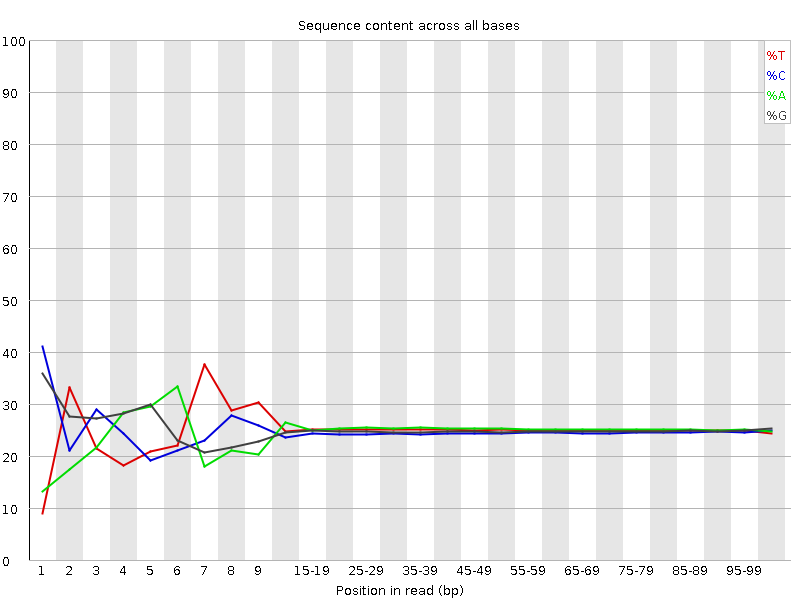 Sequence content across all bases
100
90
80
70
60
50
40
30
20
10
0
%T
%C
%A
%G
1 2 3 4 5 6 7 8 9 15-19 25-29 35-39 45-49 55-59 65-69 75-79 85-89 95-99
Position in read (bp)